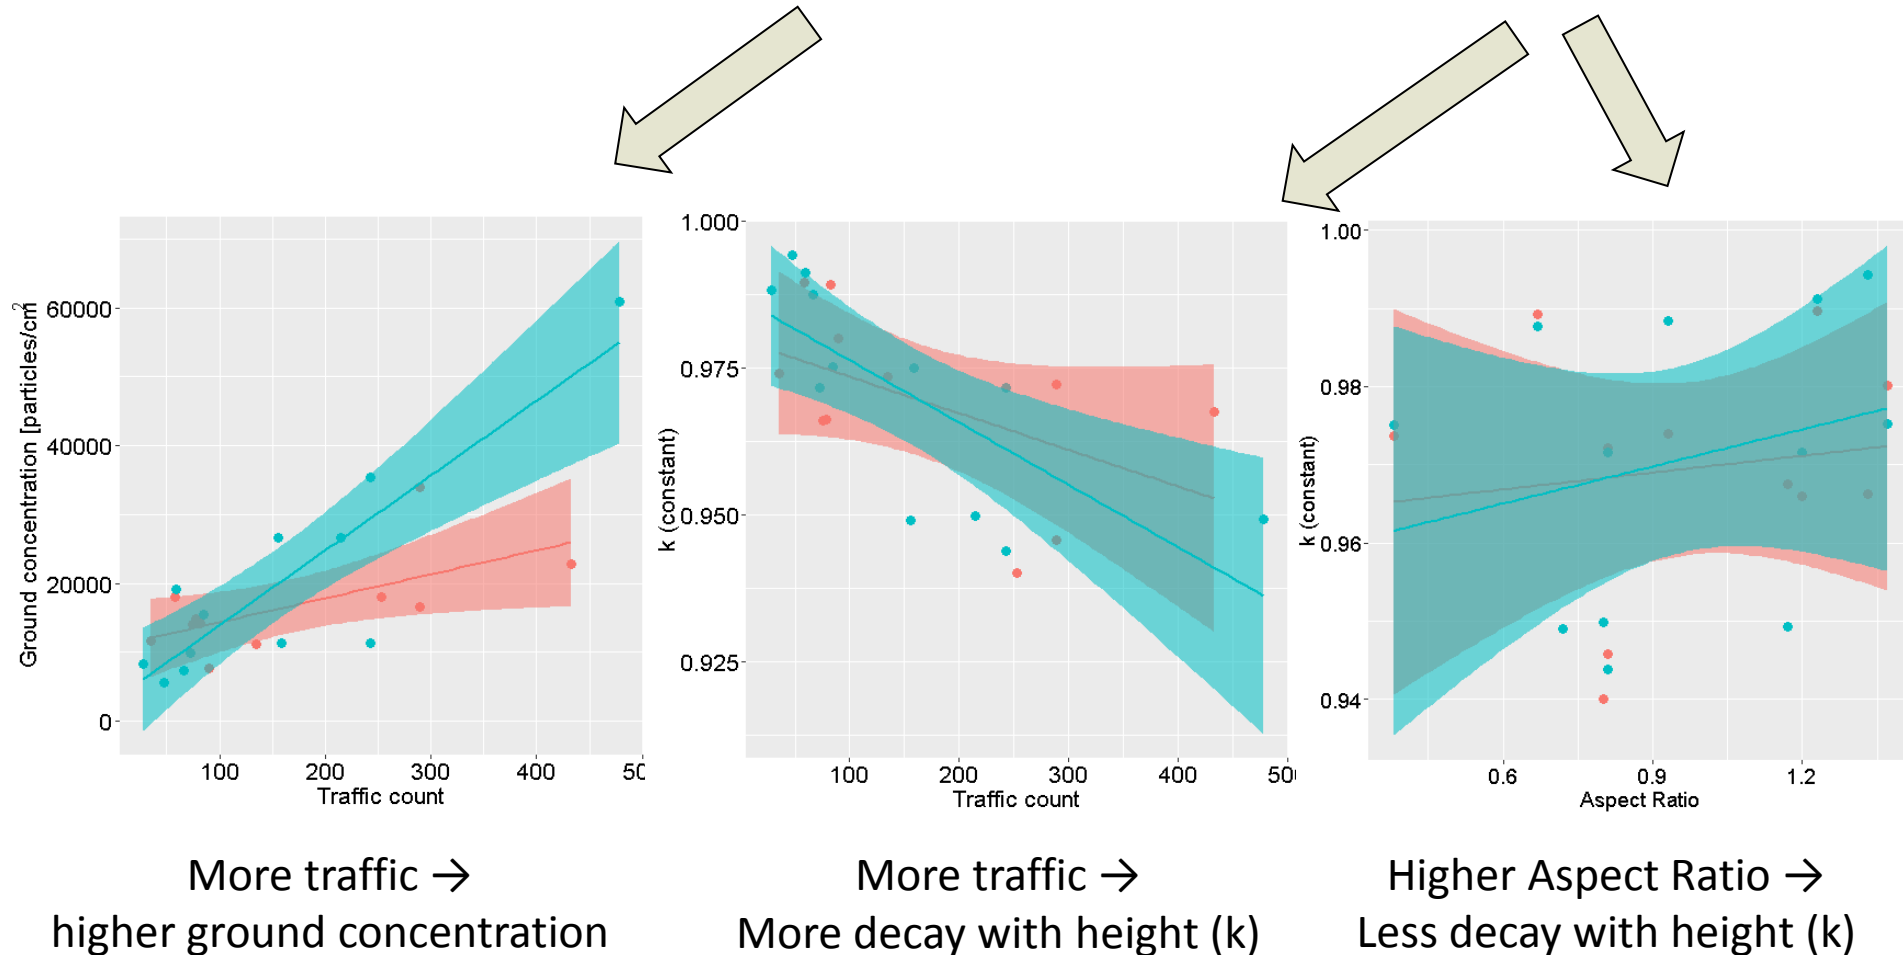 Ground concentration [particles/cm²
60000
40000
20000
0
100
200
300
400
50
Traffic count
k (constant)
1.000
0.975
0.950
0.925
100
200
300
400
500
Traffic count
k (constant)
1.00
0.98
0.96
0.94
0.6
0.9
1.2
Aspect Ratio
More traffic →
higher ground concentration
More traffic →
More decay with height (k)
Higher Aspect Ratio →
Less decay with height (k)